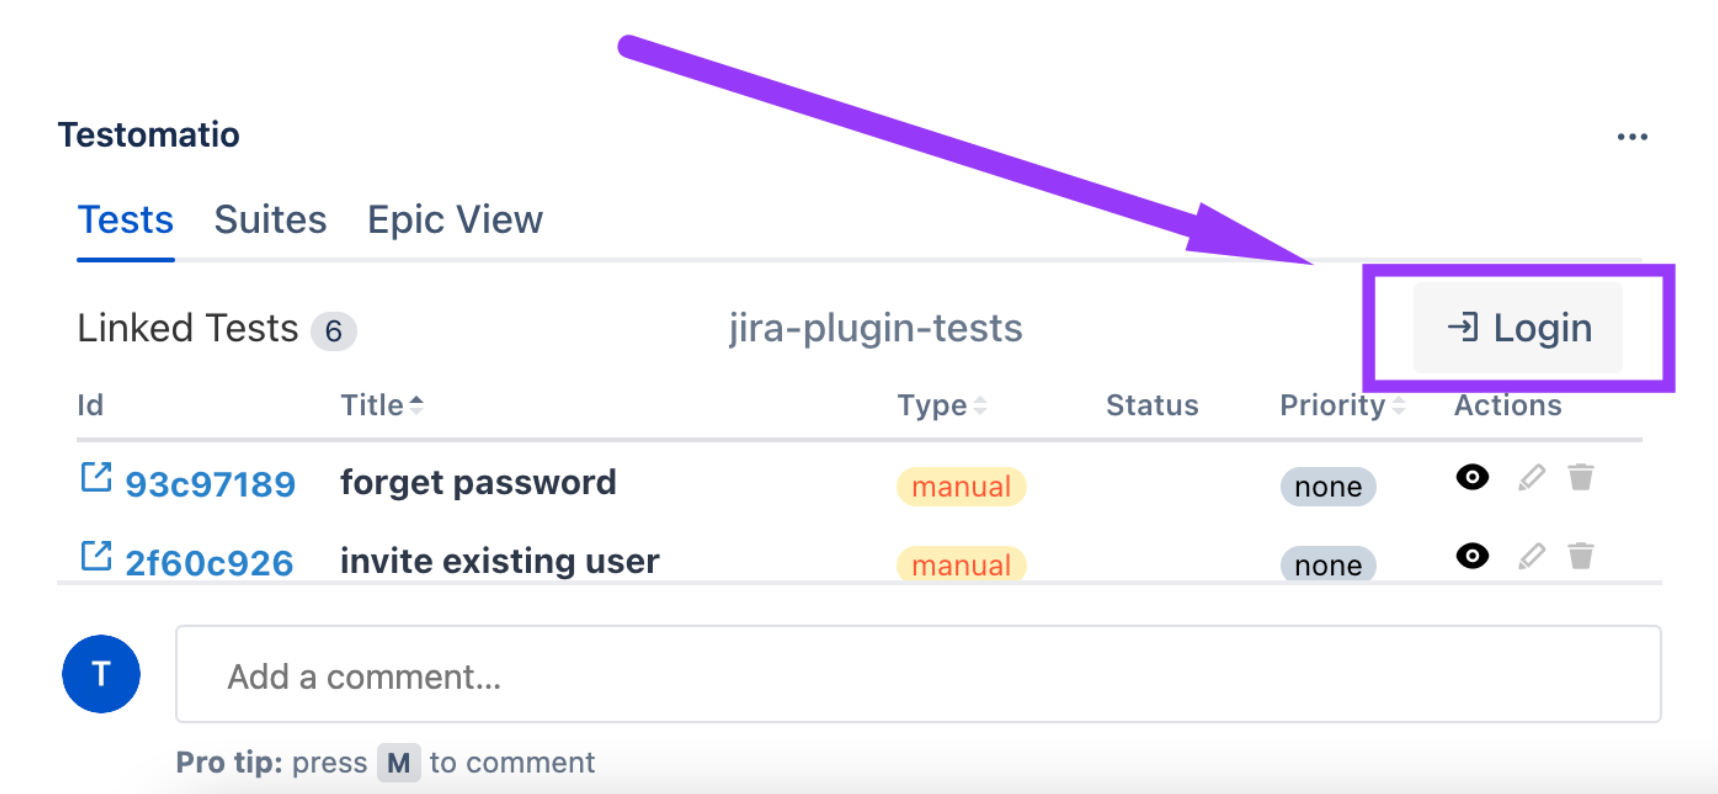 Testomatio
Tests Suites Epic View
Linked Tests 6 jira-plugin-tests Login
Id Title Type Status Priority Actions
93c97189 forget password manual none
2f60c926 invite existing user manual none
T Add a comment...
Pro tip: press M to comment